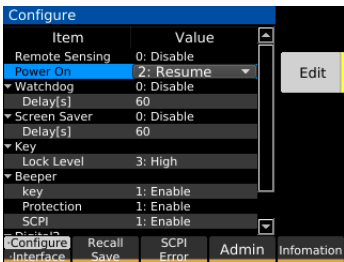 Configure
Item Value
Remote Sensing 0: Disable
Power On 2: Resume
Edit
Watchdog 0: Disable
Delay[s] 60
Screen Saver 0: Disable
Delay[s] 60
Key
Lock Level 3: High
Beeper
key 1: Enable
Protection 1: Enable
SCPI 1: Enable
·Configure Recall SCPI Admin Infomation
·Interface Save Error